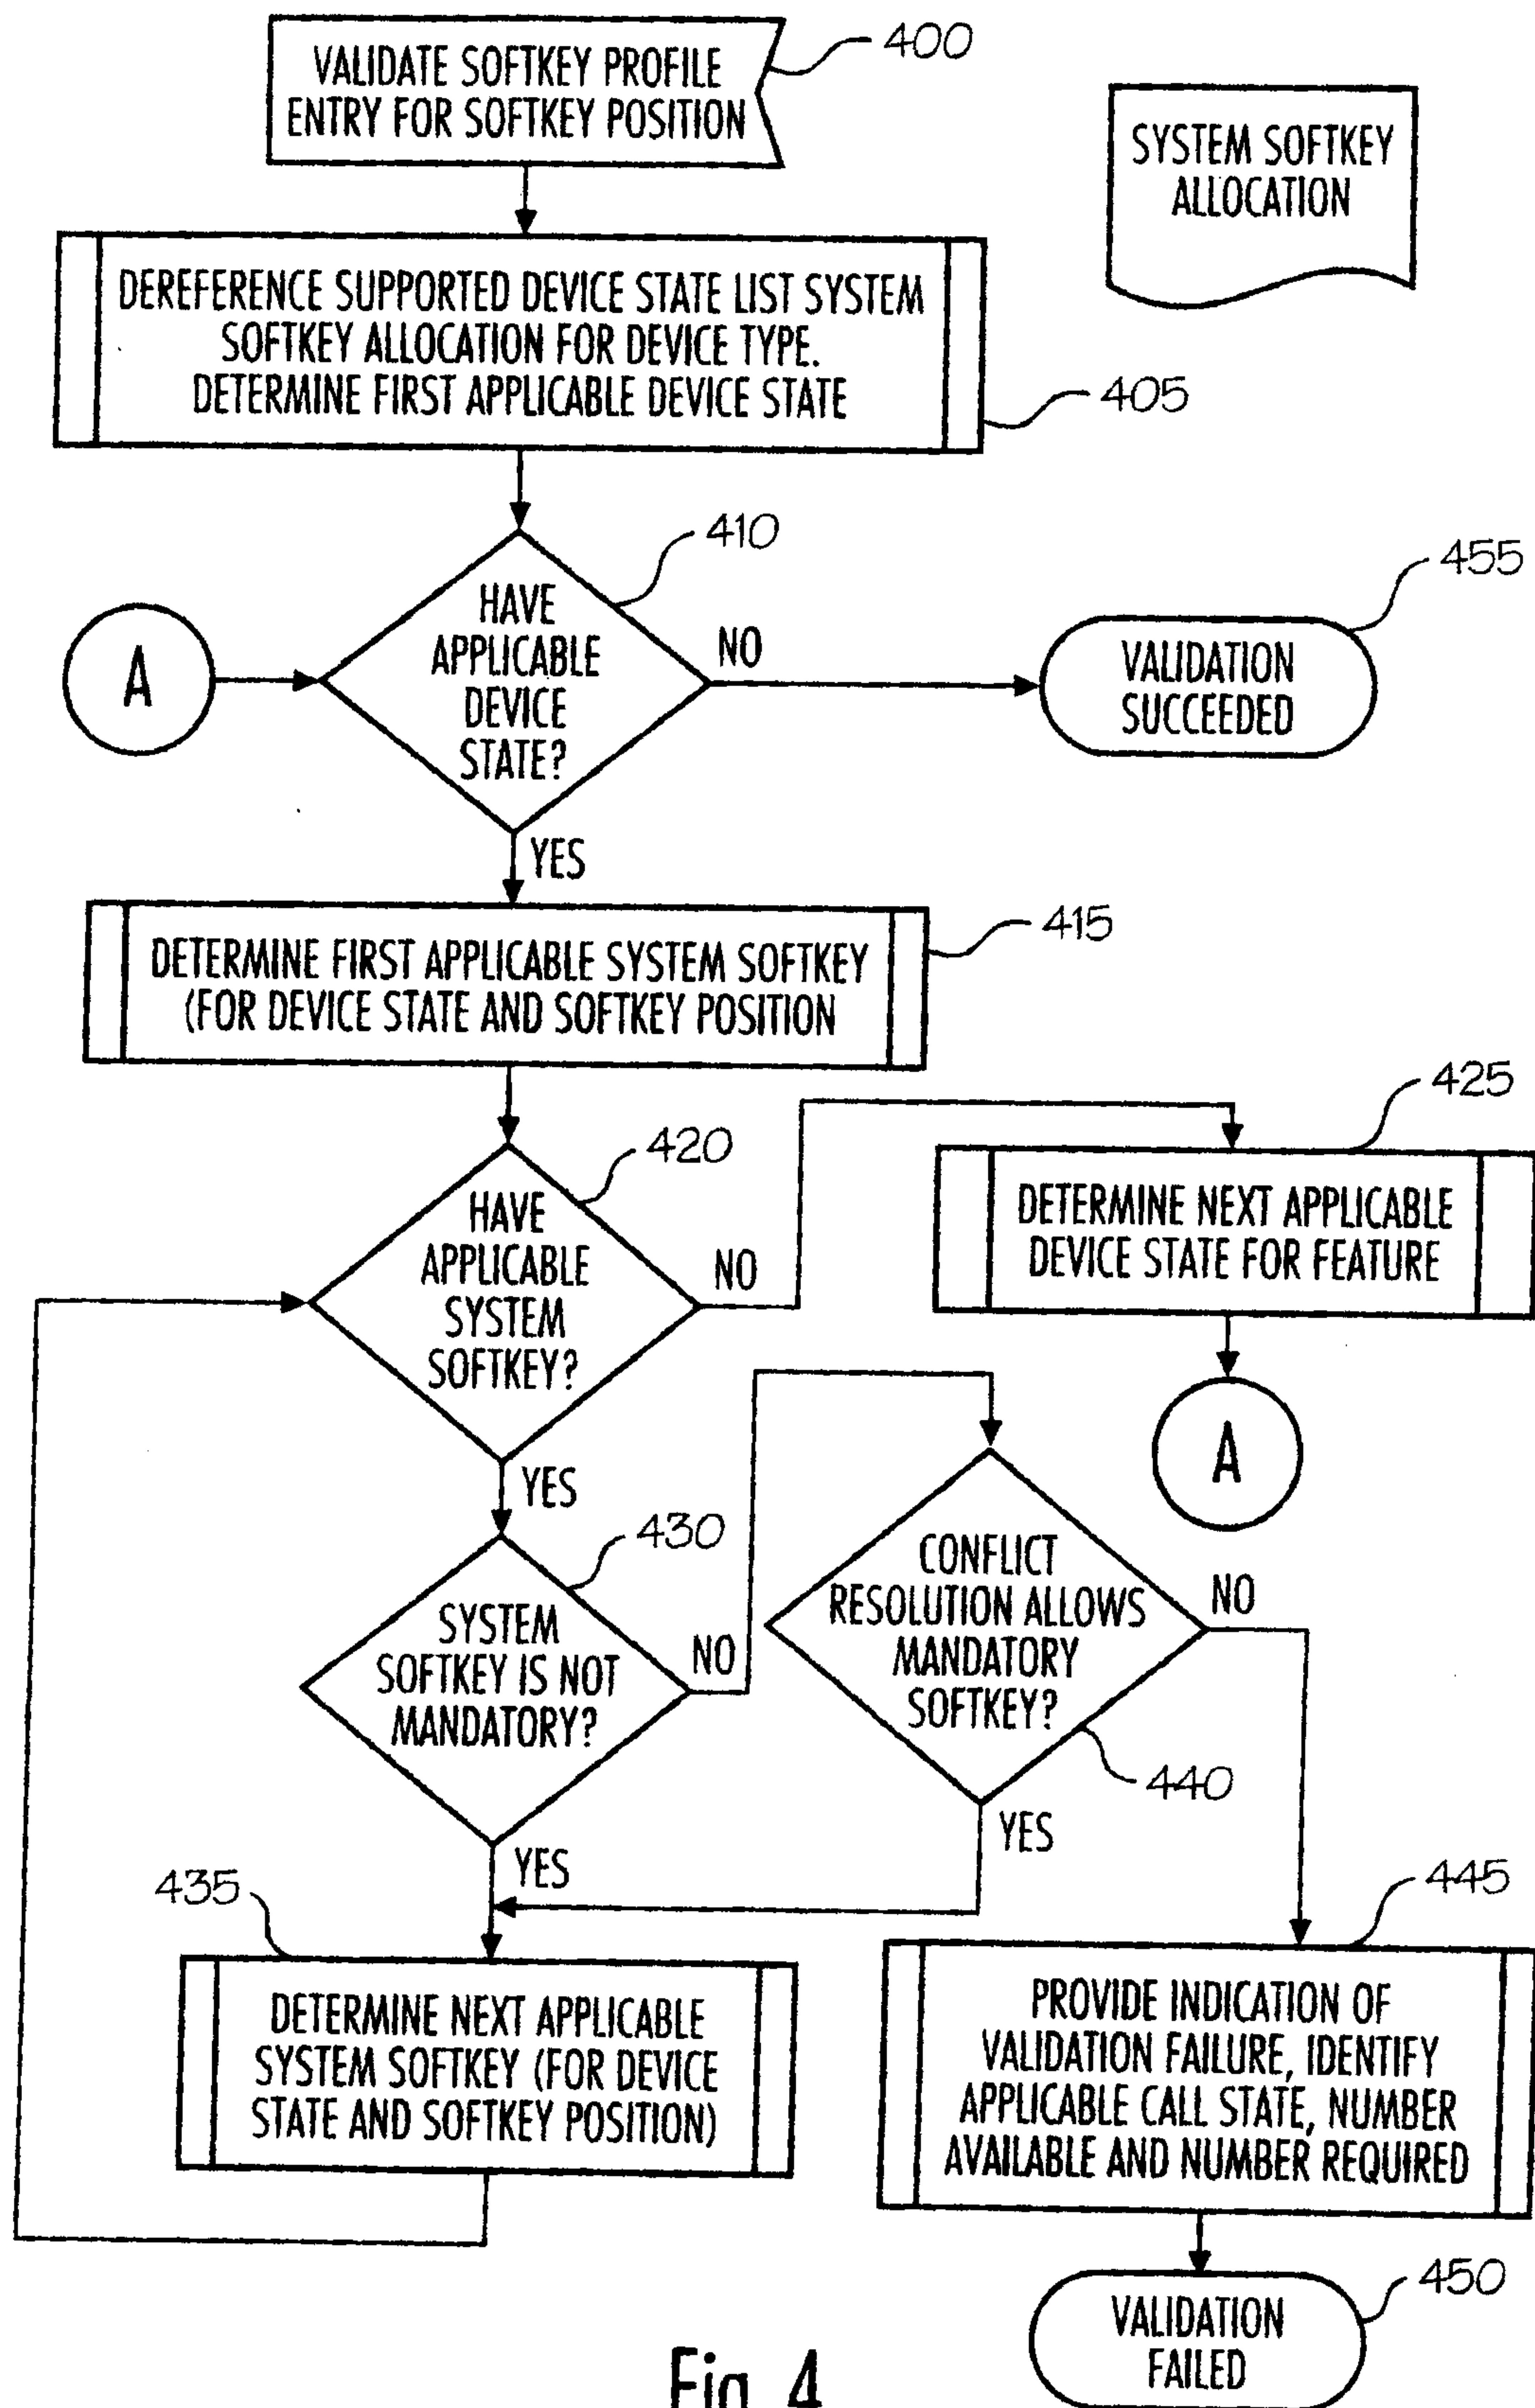 VALIDATE SOFTKEY PROFILE
ENTRY FOR SOFTKEY POSITION
400
SYSTEM SOFTKEY
ALLOCATION
DEREFERENCE SUPPORTED DEVICE STATE LIST SYSTEM
SOFTKEY ALLOCATION FOR DEVICE TYPE.
DETERMINE FIRST APPLICABLE DEVICE STATE
405
410
HAVE
APPLICABLE
DEVICE
STATE?
A
NO
455
VALIDATION
SUCCEEDED
YES
DETERMINE FIRST APPLICABLE SYSTEM SOFTKEY
(FOR DEVICE STATE AND SOFTKEY POSITION
415
420
HAVE
APPLICABLE
SYSTEM
SOFTKEY?
NO
425
DETERMINE NEXT APPLICABLE
DEVICE STATE FOR FEATURE
A
YES
430
SYSTEM
SOFTKEY IS NOT
MANDATORY?
NO
CONFLICT
RESOLUTION ALLOWS
MANDATORY
SOFTKEY?
NO
440
YES
YES
435
DETERMINE NEXT APPLICABLE
SYSTEM SOFTKEY (FOR DEVICE
STATE AND SOFTKEY POSITION)
445
PROVIDE INDICATION OF
VALIDATION FAILURE, IDENTIFY
APPLICABLE CALL STATE, NUMBER
AVAILABLE AND NUMBER REQUIRED
450
VALIDATION
FAILED
Fig. 4